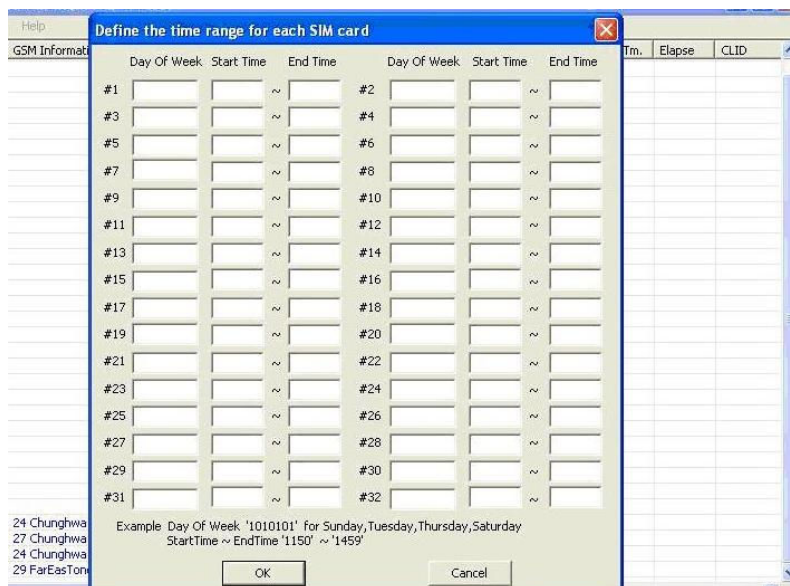 Help
Define the time range for each SIM card
GSM Informati
Tm. Elapse CLID
Day Of Week Start Time End Time Day Of Week Start Time End Time
#1 ~ #2 ~
#3 ~ #4 ~
#5 ~ #6 ~
#7 ~ #8 ~
#9 ~ #10 ~
#11 ~ #12 ~
#13 ~ #14 ~
#15 ~ #16 ~
#17 ~ #18 ~
#19 ~ #20 ~
#21 ~ #22 ~
#23 ~ #24 ~
#25 ~ #26 ~
#27 ~ #28 ~
#29 ~ #30 ~
#31 ~ #32 ~
24 Chunghwa
27 Chunghwa
24 Chunghwa
29 FarEasTon
Example Day Of Week '1010101' for Sunday,Tuesday,Thursday,Saturday
StartTime ~ EndTime '1150' ~ '1459'
OK Cancel